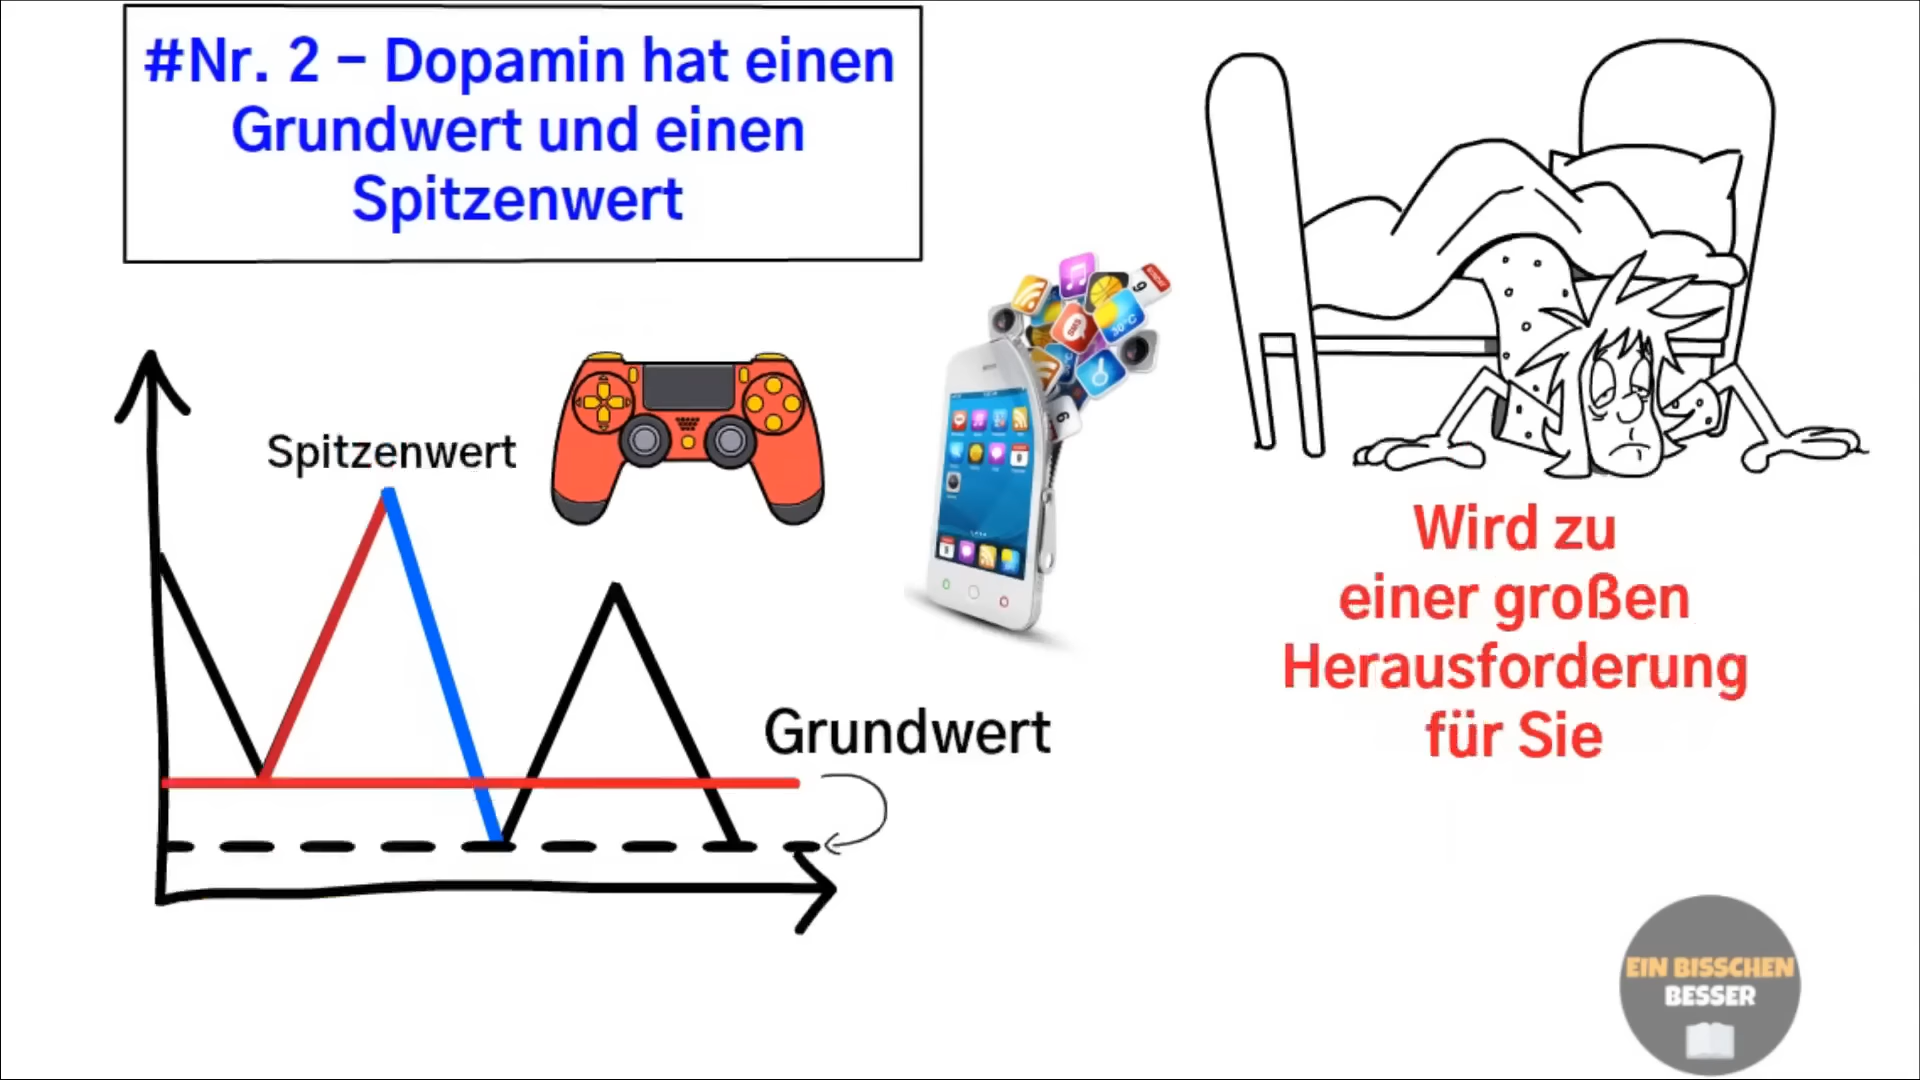 #Nr. 2 – Dopamin hat einen
Grundwert und einen
Spitzenwert
Spitzenwert
Grundwert
Wird zu
einer großen
Herausforderung
für Sie
EIN BISSCHEN
BESSER